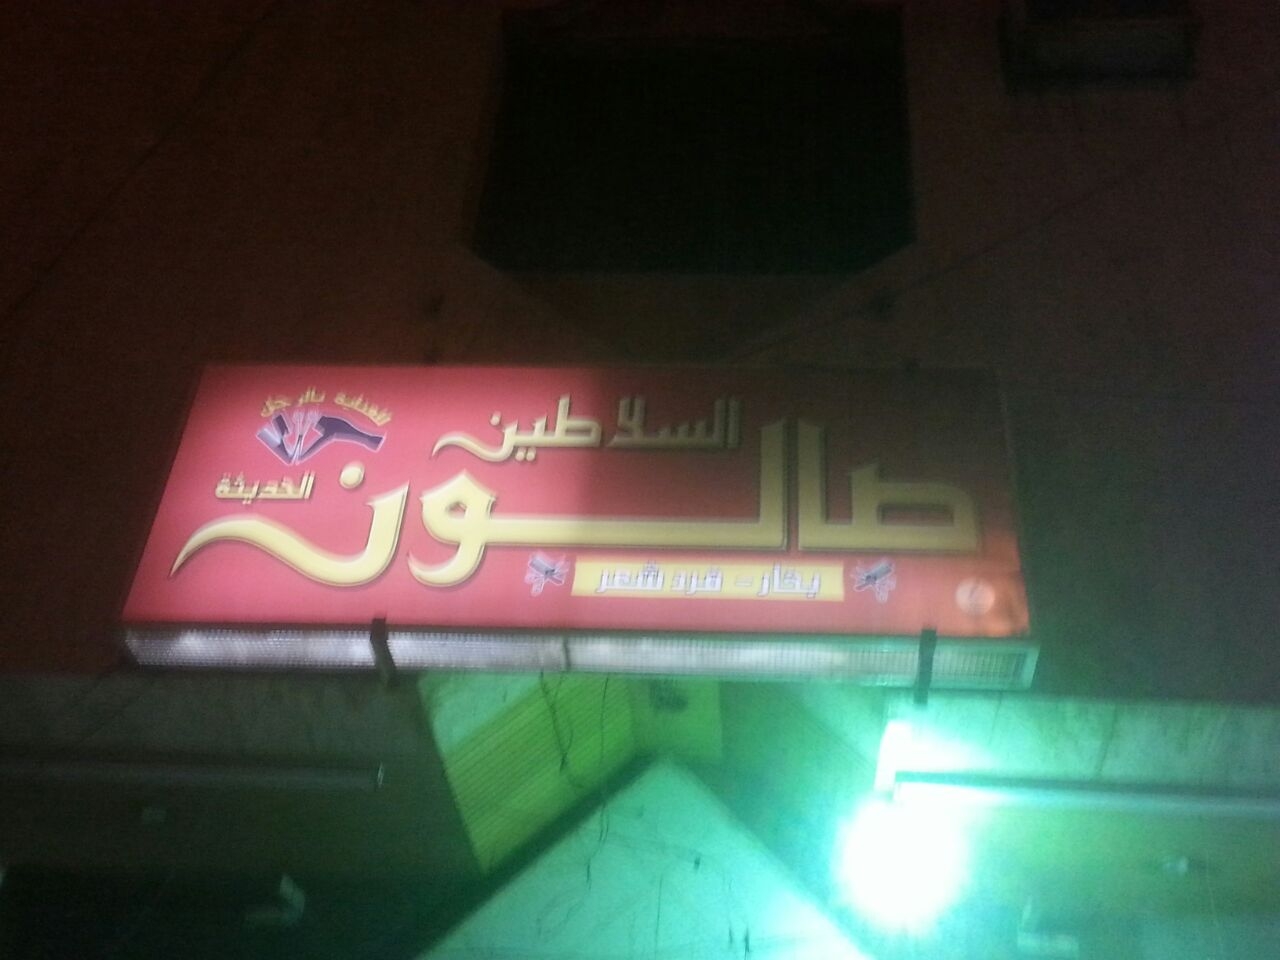 للعناية بالرجل
السلاطين
صالون
الحديثة
بخار - فرد شعر